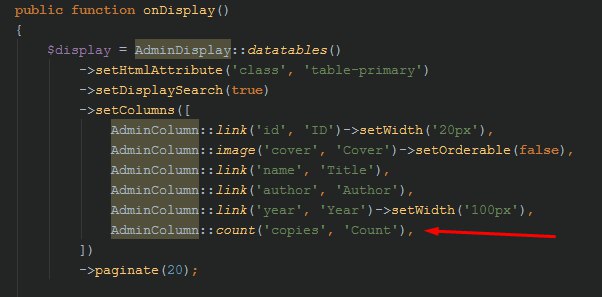 public function onDisplay()
{
$display = AdminDisplay::datatables()
->setHtmlAttribute('class', 'table-primary')
->setDisplaySearch(true)
->setColumns([
AdminColumn::link('id', 'ID')->setWidth('20px'),
AdminColumn::image('cover', 'Cover')->setOrderable(false),
AdminColumn::link('name', 'Title'),
AdminColumn::link('author', 'Author'),
AdminColumn::link('year', 'Year')->setWidth('100px'),
AdminColumn::count('copies', 'Count'),
])
->paginate(20);